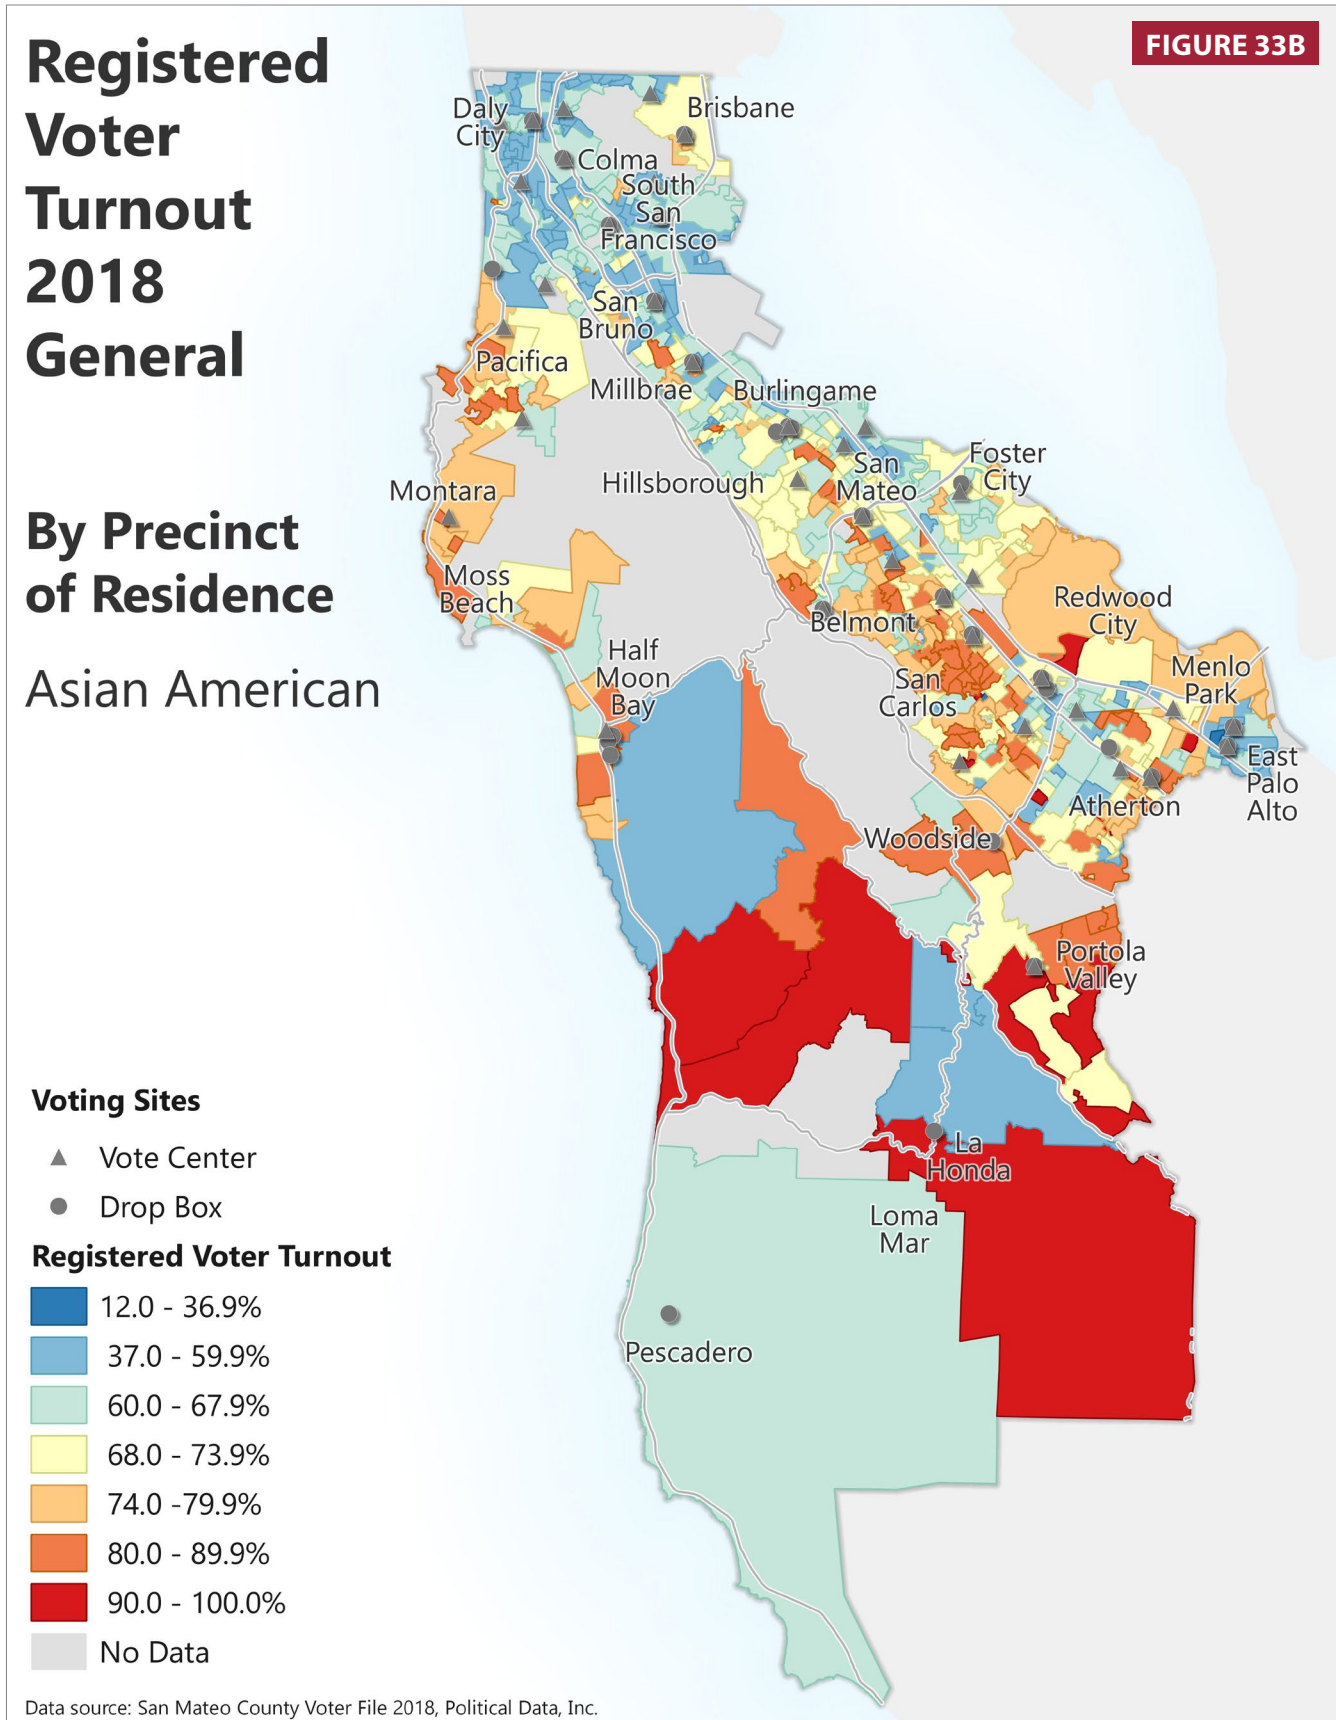 FIGURE 33B
Registered
Voter
Turnout
2018
General
By Precinct
of Residence
Asian American
Daly
City
Brisbane
Colma
South
San
Francisco
San
Bruno
Pacifica
Millbrae
Burlingame
Hillsborough
San
Mateo
Foster
City
Montara
Moss
Beach
Belmont
Redwood
City
Half
Moon
Bay
San
Carlos
Menlo
Park
East
Palo
Alto
Atherton
Woodside
Portola
Valley
La
Honda
Loma
Mar
Pescadero
Voting Sites
Vote Center
Drop Box
Registered Voter Turnout
12.0 - 36.9%
37.0 - 59.9%
60.0 - 67.9%
68.0 - 73.9%
74.0 -79.9%
80.0 - 89.9%
90.0 - 100.0%
No Data
Data source: San Mateo County Voter File 2018, Political Data, Inc.